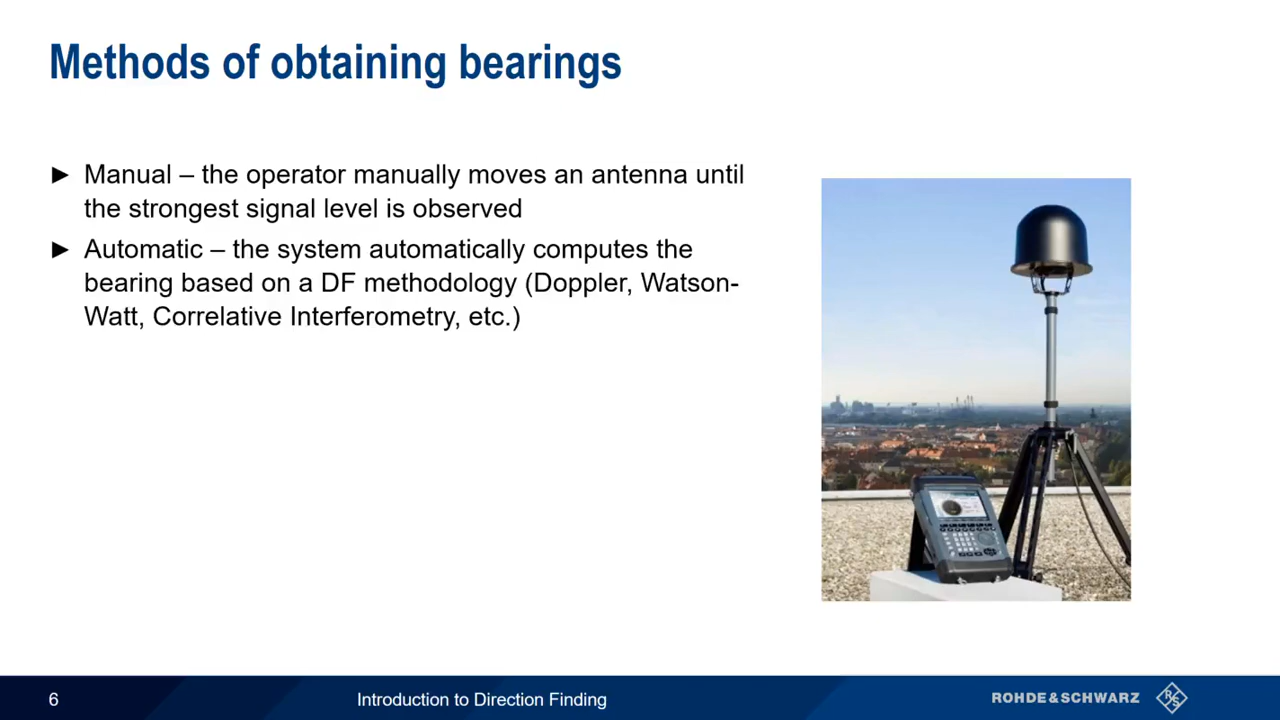 Methods of obtaining bearings
► Manual – the operator manually moves an antenna until
the strongest signal level is observed
► Automatic – the system automatically computes the
bearing based on a DF methodology (Doppler, Watson-
Watt, Correlative Interferometry, etc.)
6
Introduction to Direction Finding
ROHDE & SCHWARZ
R S